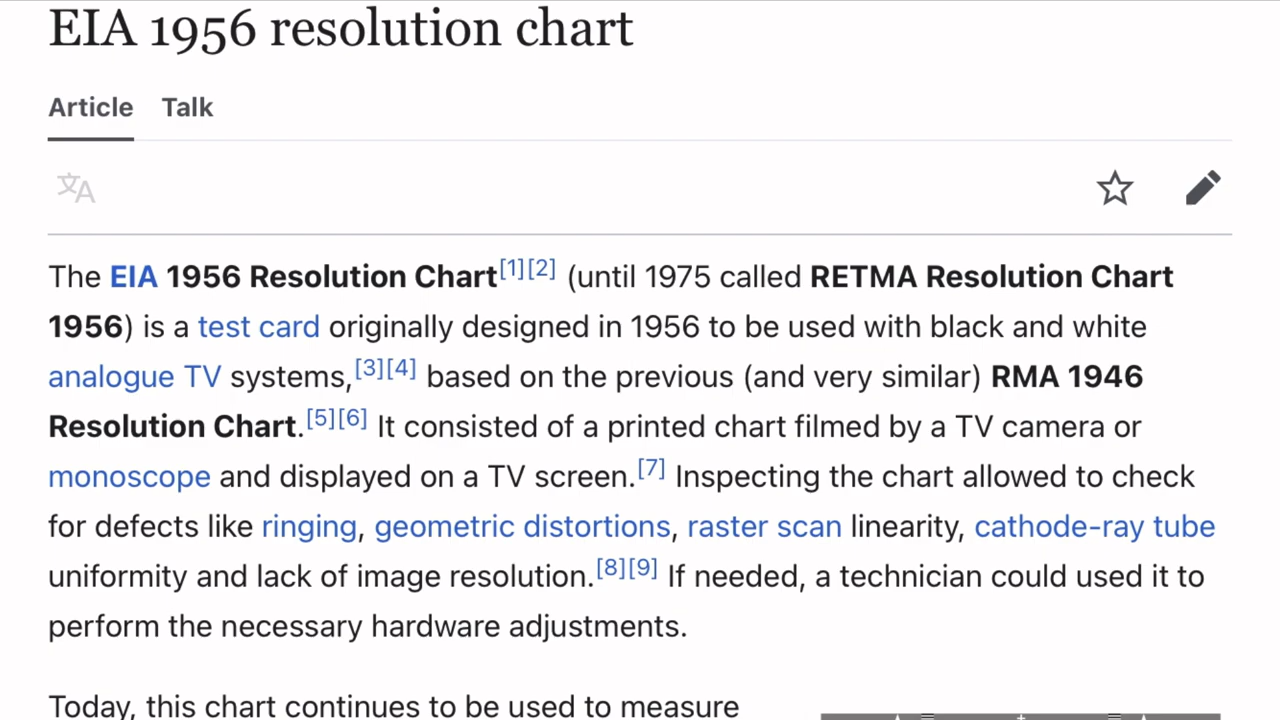 EIA 1956 resolution chart
Article Talk
文A
The EIA 1956 Resolution Chart[1][2] (until 1975 called RETMA Resolution Chart
1956) is a test card originally designed in 1956 to be used with black and white
analogue TV systems,[3][4] based on the previous (and very similar) RMA 1946
Resolution Chart.[5][6] It consisted of a printed chart filmed by a TV camera or
monoscope and displayed on a TV screen.[7] Inspecting the chart allowed to check
for defects like ringing, geometric distortions, raster scan linearity, cathode-ray tube
uniformity and lack of image resolution.[8][9] If needed, a technician could used it to
perform the necessary hardware adjustments.
Today, this chart continues to be used to measure